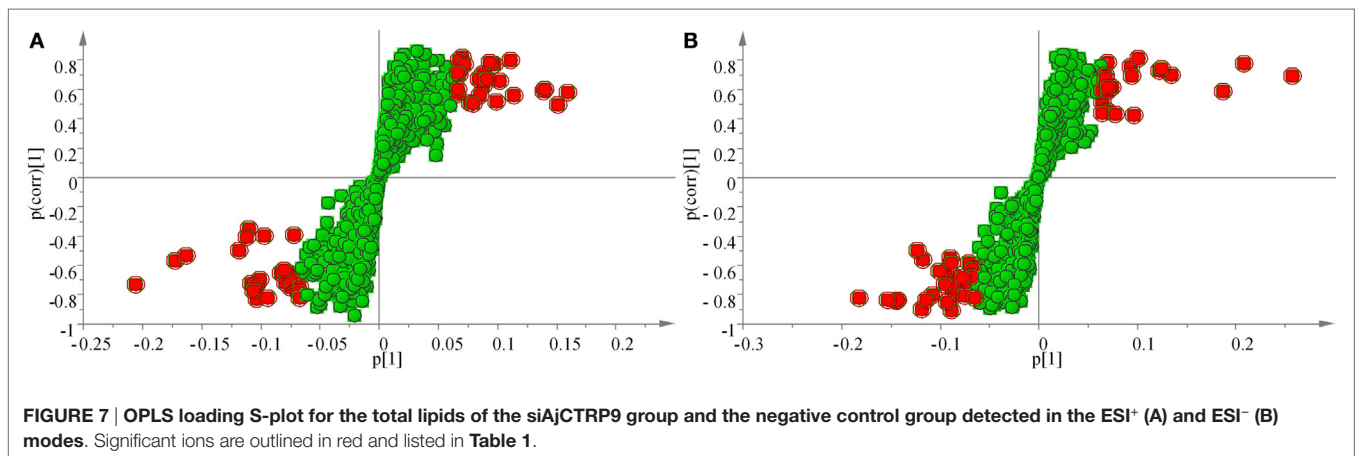 A
B
0.8
0.6
0.4
0.2
0
-0.2
-0.4
-0.6
-0.8
-1
p(corr)[1]
-0.25 -0.2 -0.15 -0.1 -0.05 0 0.05 0.1 0.15 0.2
p[1]
0.8
0.6
0.4
0.2
0
- 0.2
- 0.4
- 0.6
- 0.8
-1
p(corr)[1]
-0.3 -0.2 -0.1 0 0.1 0.2
p[1]
FIGURE 7 | OPLS loading S-plot for the total lipids of the siAjCTRP9 group and the negative control group detected in the ESI⁺ (A) and ESI⁻ (B)
modes. Significant ions are outlined in red and listed in Table 1.